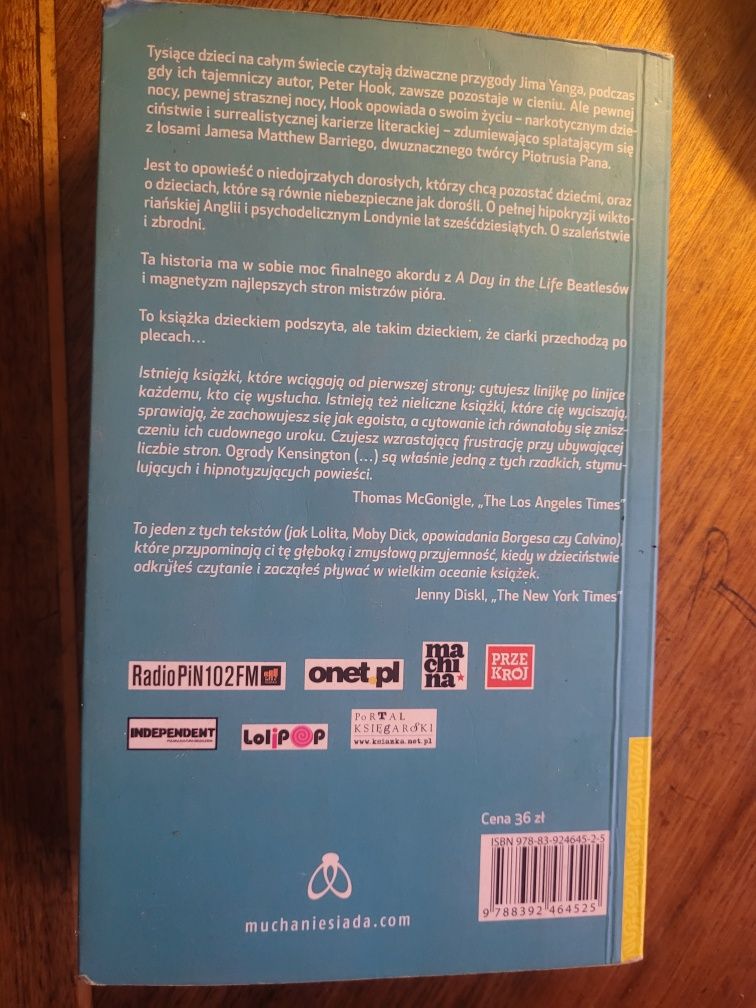 Tysiące dzieci na całym świecie czytają dziwaczne przygody Jima Yanga, podczas
gdy ich tajemniczy autor, Peter Hook, zawsze pozostaje w cieniu. Ale pewnej
nocy, pewnej strasznej nocy, Hook opowiada o swoim życiu – narkotycznym dzie-
ciństwie i surrealistycznej karierze literackiej – zdumiewająco splatającym się
z losami Jamesa Matthew Barriego, dwuznacznego twórcy Piotrusia Pana.
Jest to opowieść o niedojrzałych dorosłych, którzy chcą pozostać dziećmi, oraz
o dzieciach, które są równie niebezpieczne jak dorośli. O pełnej hipokryzji wikto-
riańskiej Anglii i psychodelicznym Londynie lat sześćdziesiątych. O szaleństwie
i zbrodni.
Ta historia ma w sobie moc finalnego akordu z A Day in the Life Beatlesów
i magnetyzm najlepszych stron mistrzów pióra.
To książka dzieckiem podszyta, ale takim dzieckiem, że ciarki przechodzą po
plecach...
Istnieją książki, które wciągają od pierwszej strony; cytujesz linijkę po linijce
każdemu, kto cię wysłucha. Istnieją też nieliczne książki, które cię wyciszają,
sprawiają, że zachowujesz się jak egoista, a cytowanie ich równałoby się znisz-
czeniu ich cudownego uroku. Czujesz wzrastającą frustrację przy ubywającej
liczbie stron. Ogrody Kensington (...) są właśnie jedną z tych rzadkich, stymu-
lujących i hipnotyzujących powieści.
Thomas McGonigle, „The Los Angeles Times"
To jeden z tych tekstów (jak Lolita, Moby Dick, opowiadania Borgesa czy Calvino),
które przypominają ci tę głęboką i zmysłową przyjemność, kiedy w dzieciństwie
odkryłeś czytanie i zacząłeś pływać w wielkim oceanie książek.
Jenny Diskl, „The New York Times"
RadioPiN102FM
onet.pl
ma
chi
na
PRZE
KRÓJ
INDEPENDENT
LoliPOP
PORTAL
KSIĘGARSKI
www.ksiazka.net.pl
Cena 36 zł
ISBN 978-83-924645-2-5
9 788392 464525
muchaniesiada.com